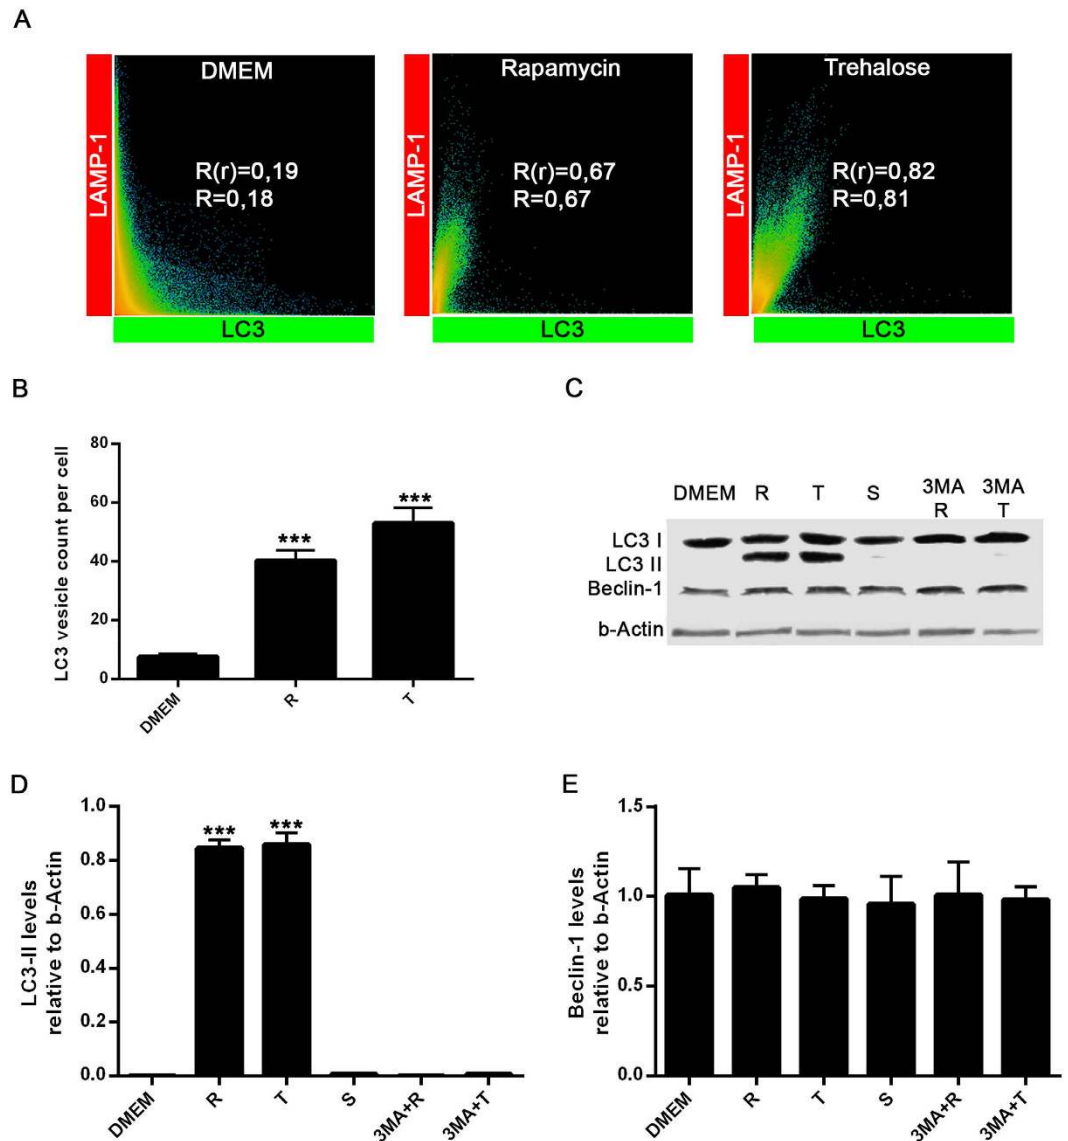 A
DMEM
R(r)=0,19
R=0,18
LAMP-1
LC3
Rapamycin
R(r)=0,67
R=0,67
LAMP-1
LC3
Trehalose
R(r)=0,82
R=0,81
LAMP-1
LC3
B
LC3 vesicle count per cell
80
60
40
20
0
***
***
DMEM
R
T
C
DMEM R T S 3MA R 3MA T
LC3 I
LC3 II
Beclin-1
b-Actin
D
LC3-II levels
relative to b-Actin
1.0
0.8
0.6
0.4
0.2
0.0
***
***
DMEM
R
T
S
3MA+R
3MA+T
E
Beclin-1 levels
relative to b-Actin
1.5
1.0
0.5
0.0
DMEM
R
T
S
3MA+R
3MA+T